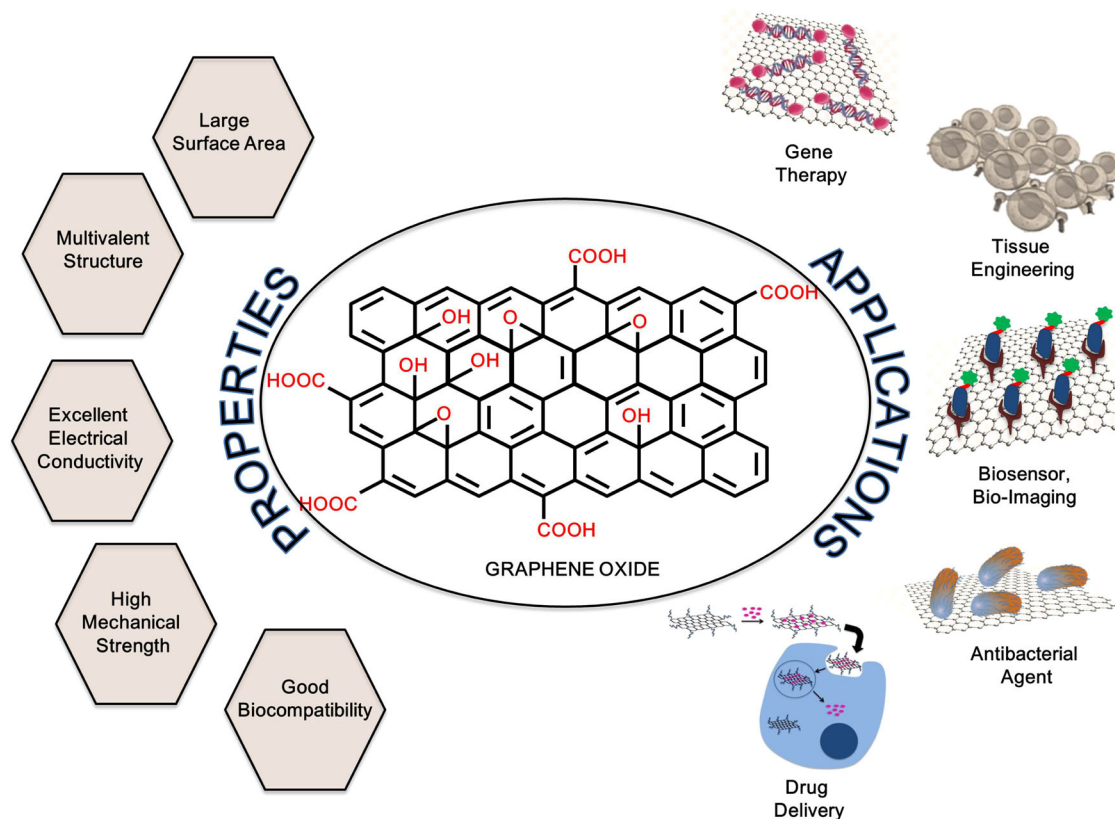 Large
Surface Area
Multivalent
Structure
Excellent
Electrical
Conductivity
High
Mechanical
Strength
Good
Biocompatibility
PROPERTIES
COOH
COOH
OH
O
O
OH
OH
HOOC
O
OH
HOOC
COOH
GRAPHENE OXIDE
APPLICATIONS
Gene
Therapy
Tissue
Engineering
Biosensor,
Bio-Imaging
Antibacterial
Agent
Drug
Delivery